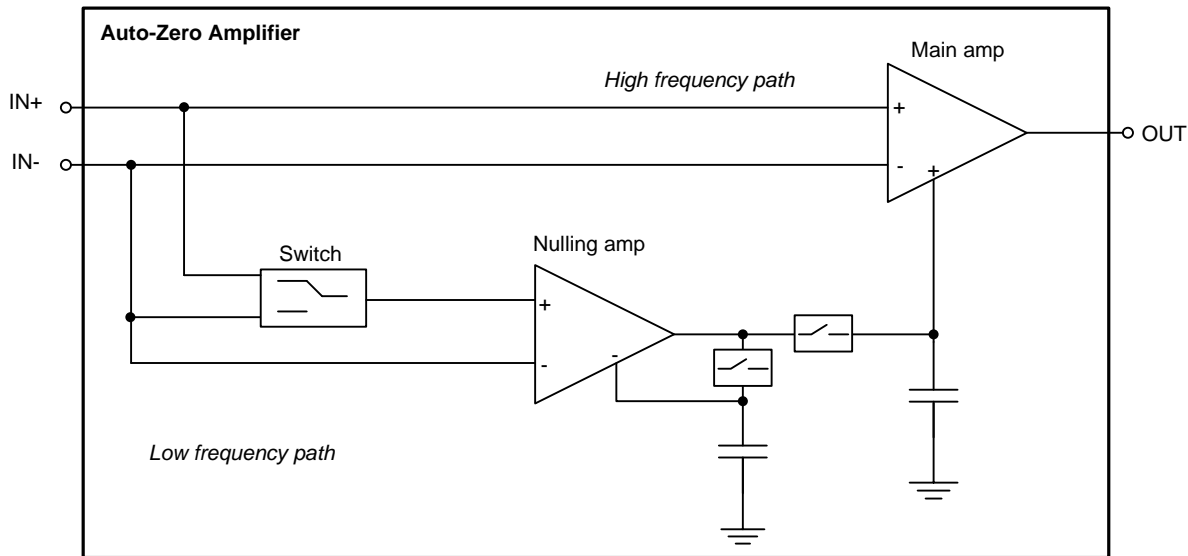 Auto-Zero Amplifier
Main amp
High frequency path
IN+
+
OUT
IN-
-
+
Nulling amp
Switch
+
-
-
Low frequency path